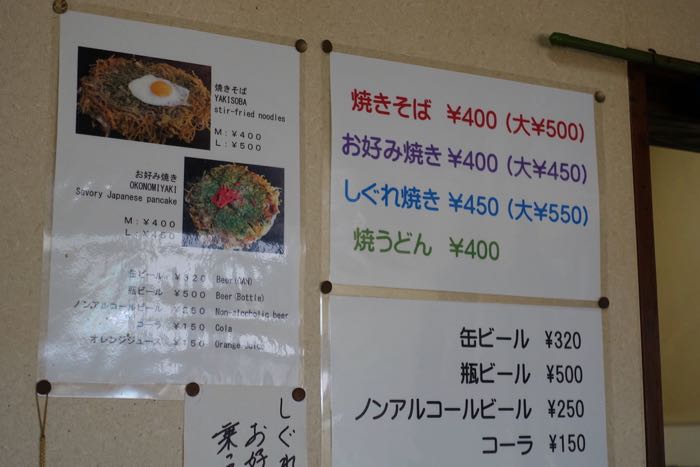 焼きそば
YAKISOBA
stir-fried noodles
M:¥400
L:¥500
お好み焼き
OKONOMIYAKI
Savory Japanese pancake
M:¥400
L:¥450
缶ビール ¥320 Beer(CAN)
瓶ビール ¥500 Beer(Bottle)
ノンアルコールビール ¥250 Non-alcoholic beer
コーラ ¥150 Cola
オレンジジュース ¥150 Orange Juice
焼きそば ¥400 (大¥500)
お好み焼き ¥400 (大¥450)
しぐれ焼き ¥450 (大¥550)
焼うどん ¥400
缶ビール ¥320
瓶ビール ¥500
ノンアルコールビール ¥250
コーラ ¥150
しぐれ
お好